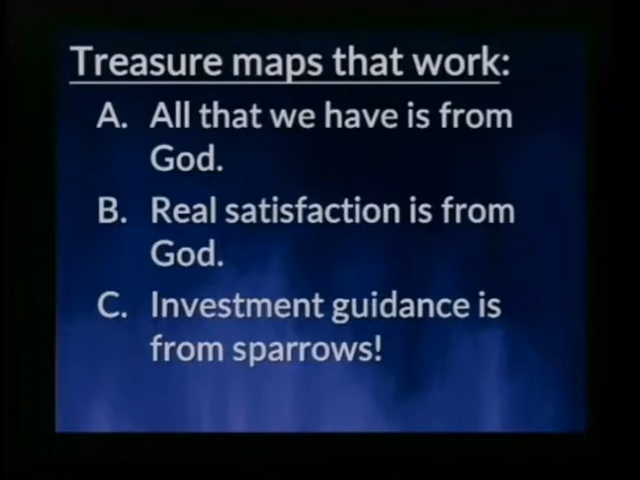 Treasure maps that work:
A. All that we have is from
God.
B. Real satisfaction is from
God.
C. Investment guidance is
from sparrows!